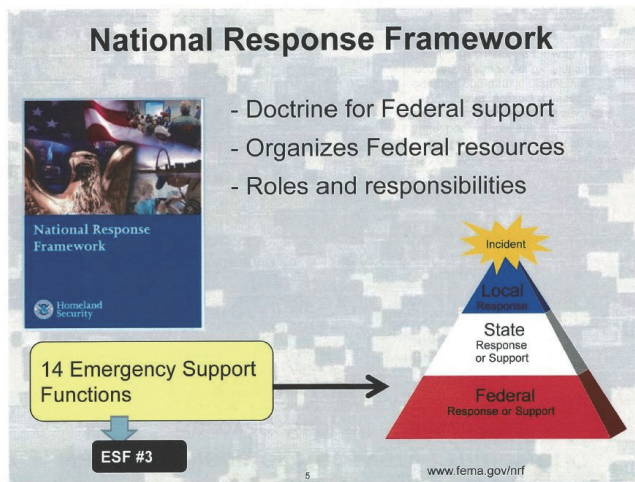 National Response Framework
- Doctrine for Federal support
- Organizes Federal resources
- Roles and responsibilities
National Response
Framework
Homeland
Security
Incident
Local
Response
State
Response
or Support
Federal
Response or Support
14 Emergency Support
Functions
ESF #3
5
www.fema.gov/nrf